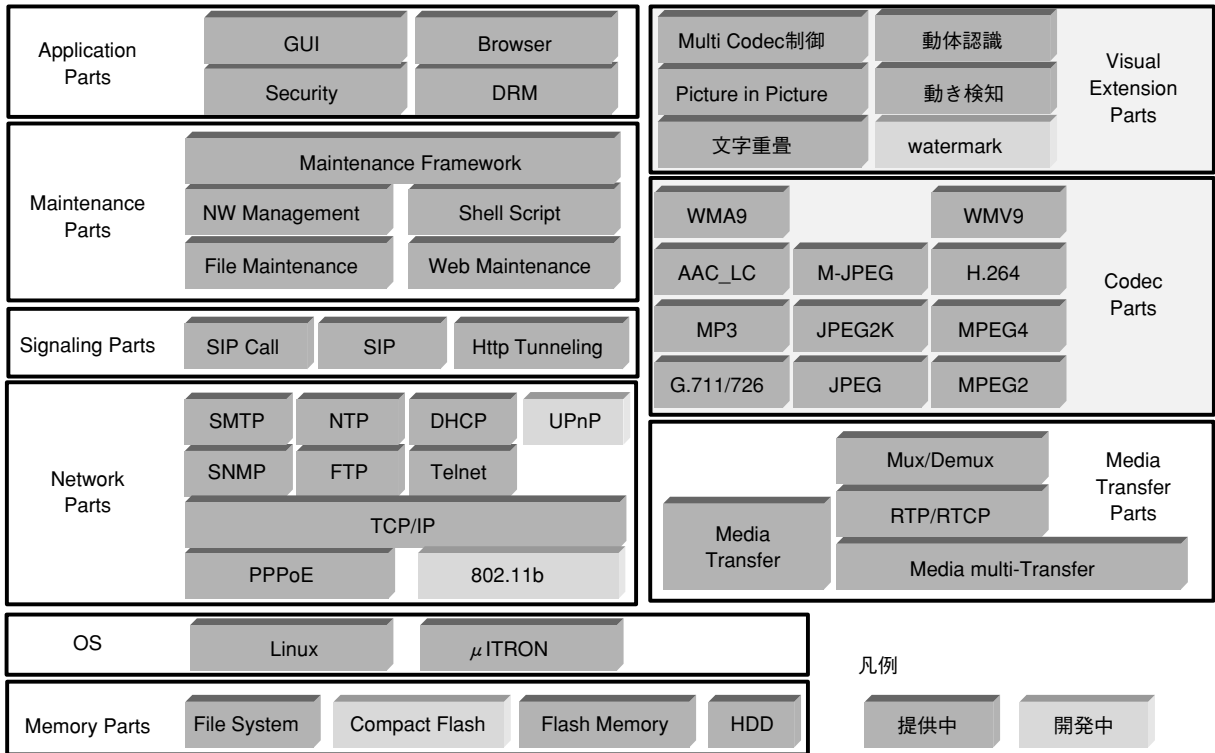 Application
Parts
GUI
Browser
Security
DRM
Maintenance
Parts
Maintenance Framework
NW Management
Shell Script
File Maintenance
Web Maintenance
Signaling Parts
SIP Call
SIP
Http Tunneling
Network
Parts
SMTP
NTP
DHCP
UPnP
SNMP
FTP
Telnet
TCP/IP
PPPoE
802.11b
OS
Linux
μITRON
Memory Parts
File System
Compact Flash
Flash Memory
HDD
Multi Codec制御
動体認識
Picture in Picture
動き検知
文字重畳
watermark
Visual
Extension
Parts
WMA9
WMV9
AAC_LC
M-JPEG
H.264
MP3
JPEG2K
MPEG4
G.711/726
JPEG
MPEG2
Codec
Parts
Mux/Demux
Media
Transfer
Parts
RTP/RTCP
Media
Transfer
Media multi-Transfer
凡例
提供中
開発中